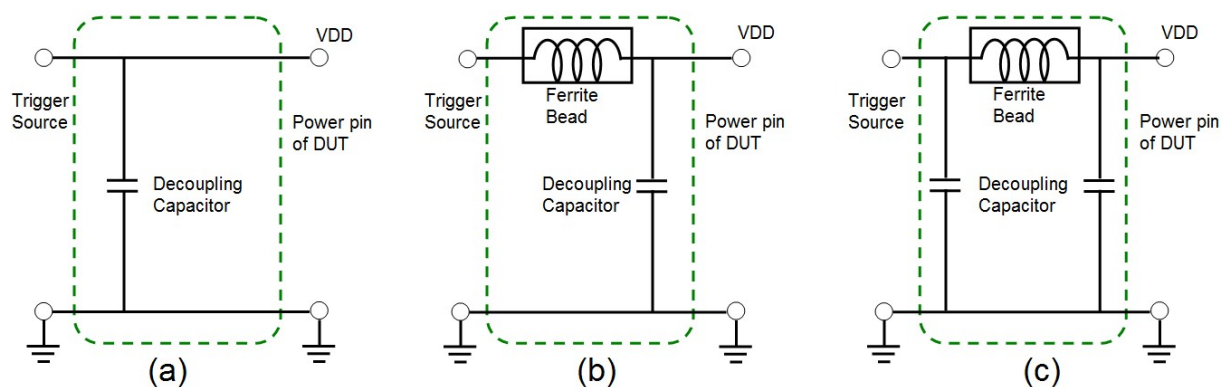 VDD
Trigger
Source
Power pin
of DUT
Decoupling
Capacitor
(a)
VDD
Ferrite
Bead
Trigger
Source
Power pin
of DUT
Decoupling
Capacitor
(b)
VDD
Ferrite
Bead
Trigger
Source
Power pin
of DUT
Decoupling
Capacitor
(c)